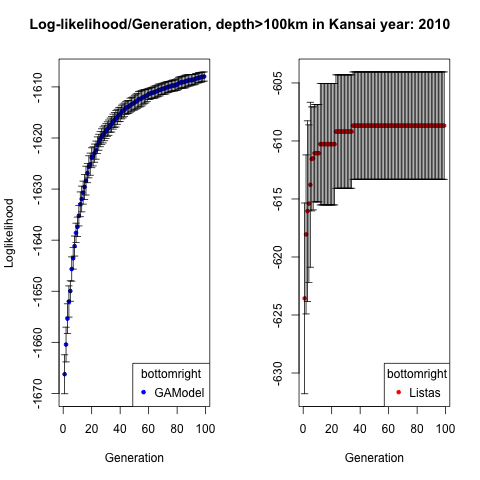 Log-likelihood/Generation, depth>100km in Kansai year: 2010
Loglikelihood
-1610
-1620
-1630
-1640
-1650
-1660
-1670
0 20 40 60 80 100
Generation
bottomright
GAModel
-605
-610
-615
-620
-625
-630
0 20 40 60 80 100
Generation
bottomright
Listas